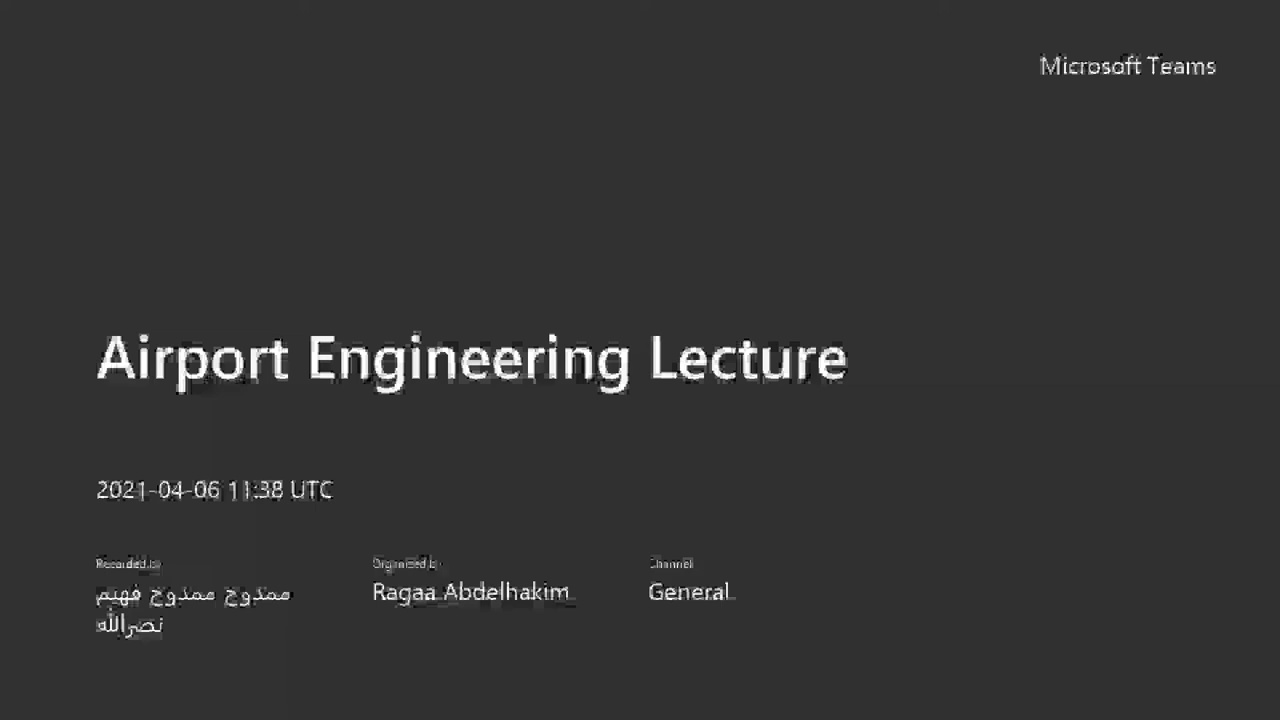 Microsoft Teams
Airport Engineering Lecture
2021-04-06 11:38 UTC
Recorded by
Organized by
Channel
ممدوح ممدوح فهيم
نصرالله
Ragaa Abdelhakim
General